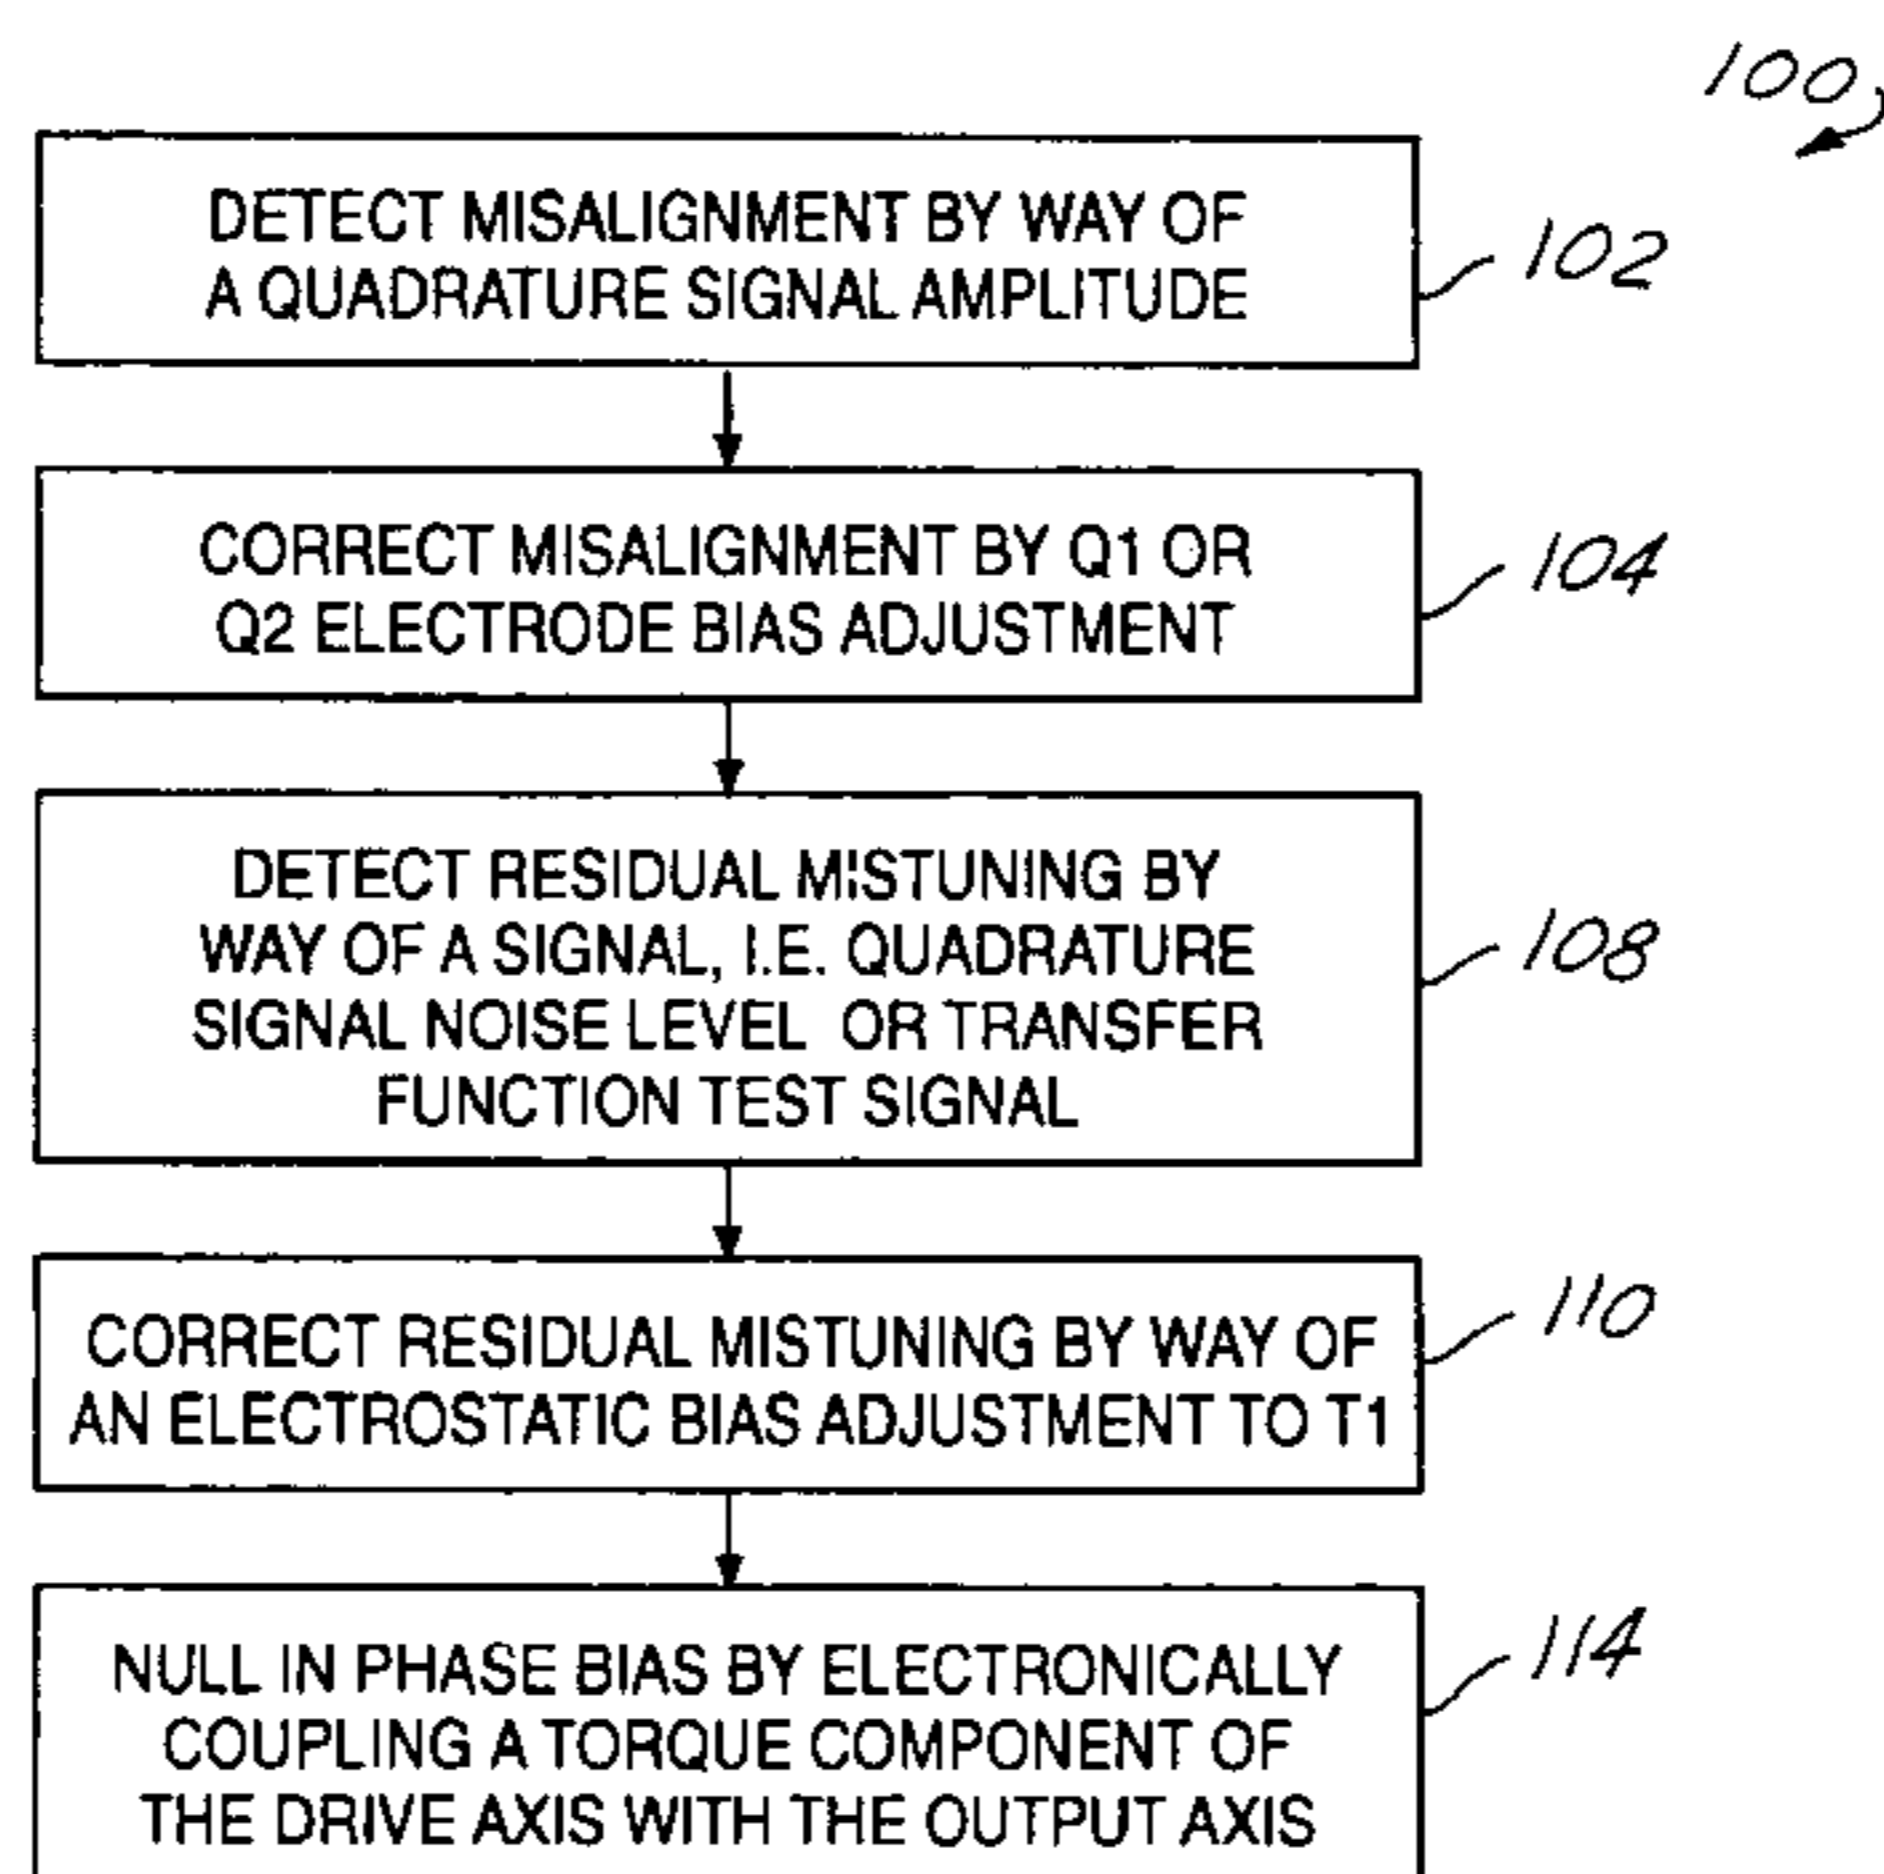 100
DETECT MISALIGNMENT BY WAY OF
A QUADRATURE SIGNAL AMPLITUDE
102
CORRECT MISALIGNMENT BY Q1 OR
Q2 ELECTRODE BIAS ADJUSTMENT
104
DETECT RESIDUAL MISTUNING BY
WAY OF A SIGNAL, I.E. QUADRATURE
SIGNAL NOISE LEVEL OR TRANSFER
FUNCTION TEST SIGNAL
108
CORRECT RESIDUAL MISTUNING BY WAY OF
AN ELECTROSTATIC BIAS ADJUSTMENT TO T1
110
NULL IN PHASE BIAS BY ELECTRONICALLY
COUPLING A TORQUE COMPONENT OF
THE DRIVE AXIS WITH THE OUTPUT AXIS
114